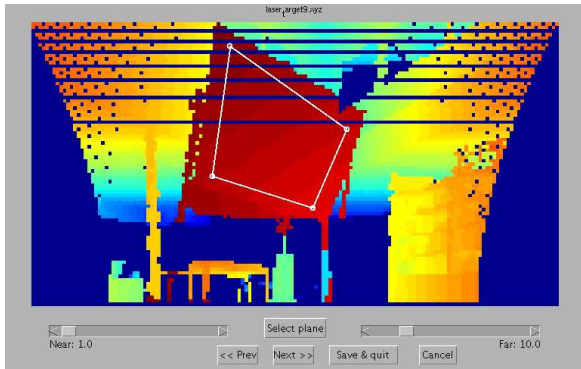 laser_target9.xyz
Select plane
Near: 1.0
Far: 10.0
<< Prev
Next >>
Save & quit
Cancel